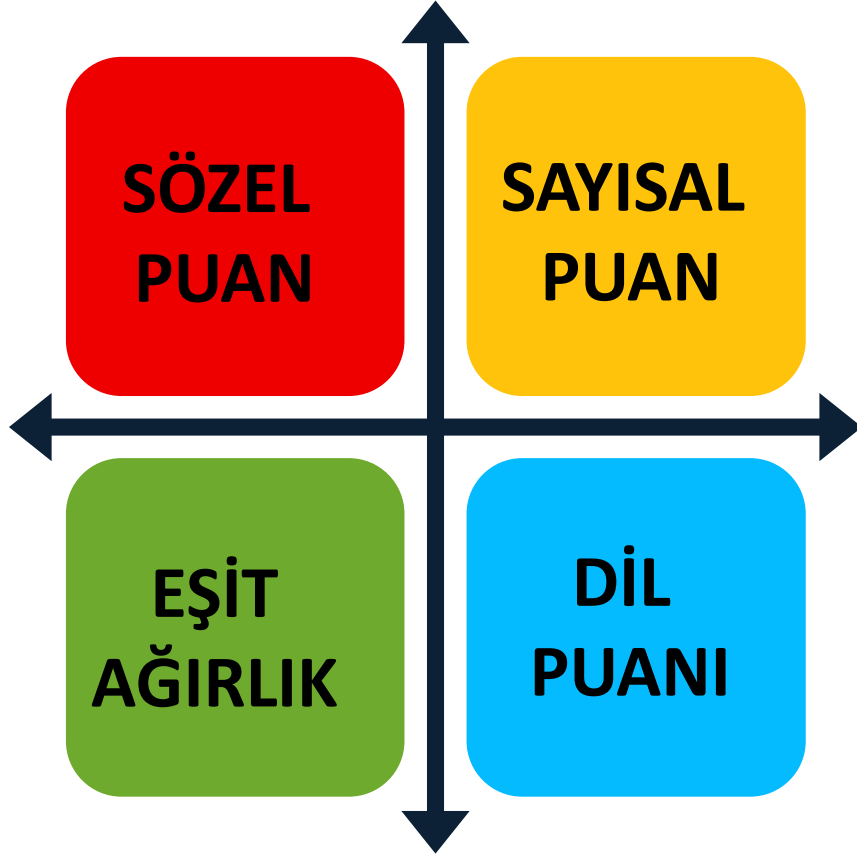 SÖZEL
PUAN
SAYISAL
PUAN
EŞİT
AĞIRLIK
DİL
PUANI